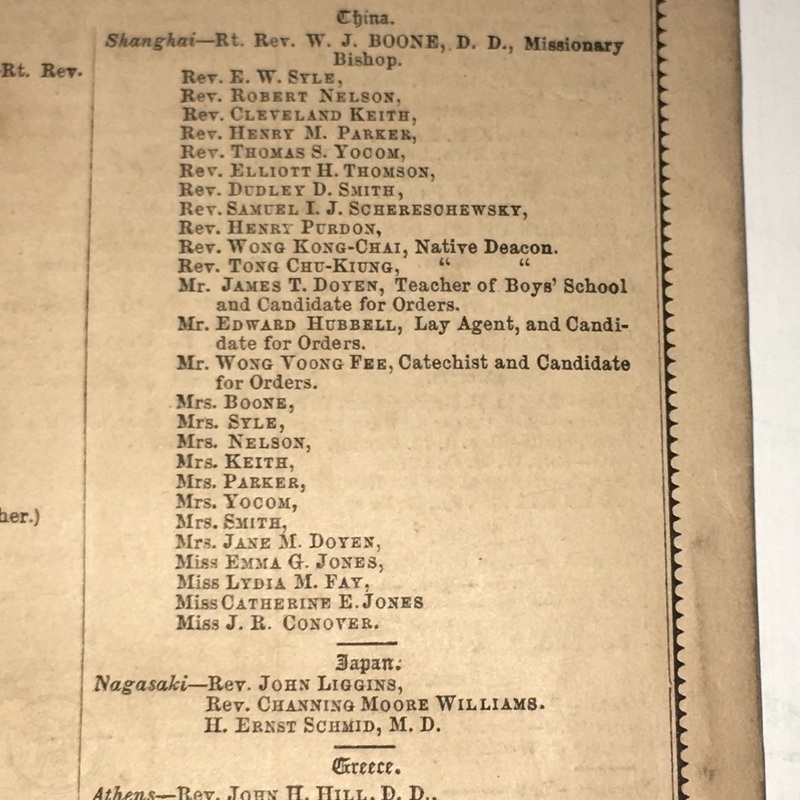 China.
Shanghai—Rt. Rev. W. J. BOONE, D. D., Missionary
Bishop.
Rt. Rev.
Rev. E. W. SYLE,
Rev. ROBERT NELSON,
Rev. CLEVELAND KEITH,
Rev. HENRY M. PARKER,
Rev. THOMAS S. YOCOM,
Rev. ELLIOTT H. THOMSON,
Rev. DUDLEY D. SMITH,
Rev. SAMUEL I. J. SCHERESCHEWSKY,
Rev. HENRY PURDON,
Rev. WONG KONG-CHAI, Native Deacon.
Rev. TONG CHU-KIUNG, “ “
Mr. JAMES T. DOYEN, Teacher of Boys' School
and Candidate for Orders.
Mr. EDWARD HUBBELL, Lay Agent, and Candi-
date for Orders.
Mr. WONG VOONG FEE, Catechist and Candidate
for Orders.
Mrs. BOONE,
Mrs. SYLE,
Mrs. NELSON,
Mrs. KEITH,
Mrs. PARKER,
Mrs. YOCOM,
her.)
Mrs. SMITH,
Mrs. JANE M. DOYEN,
Miss EMMA G. JONES,
Miss LYDIA M. FAY,
Miss CATHERINE E. JONES
Miss J. R. CONOVER.
Japan.
Nagasaki—Rev. JOHN LIGGINS,
Rev. CHANNING MOORE WILLIAMS.
H. ERNST SCHMID, M. D.
Greece.
Athens—Rev. JOHN H. HILL, D. D.,